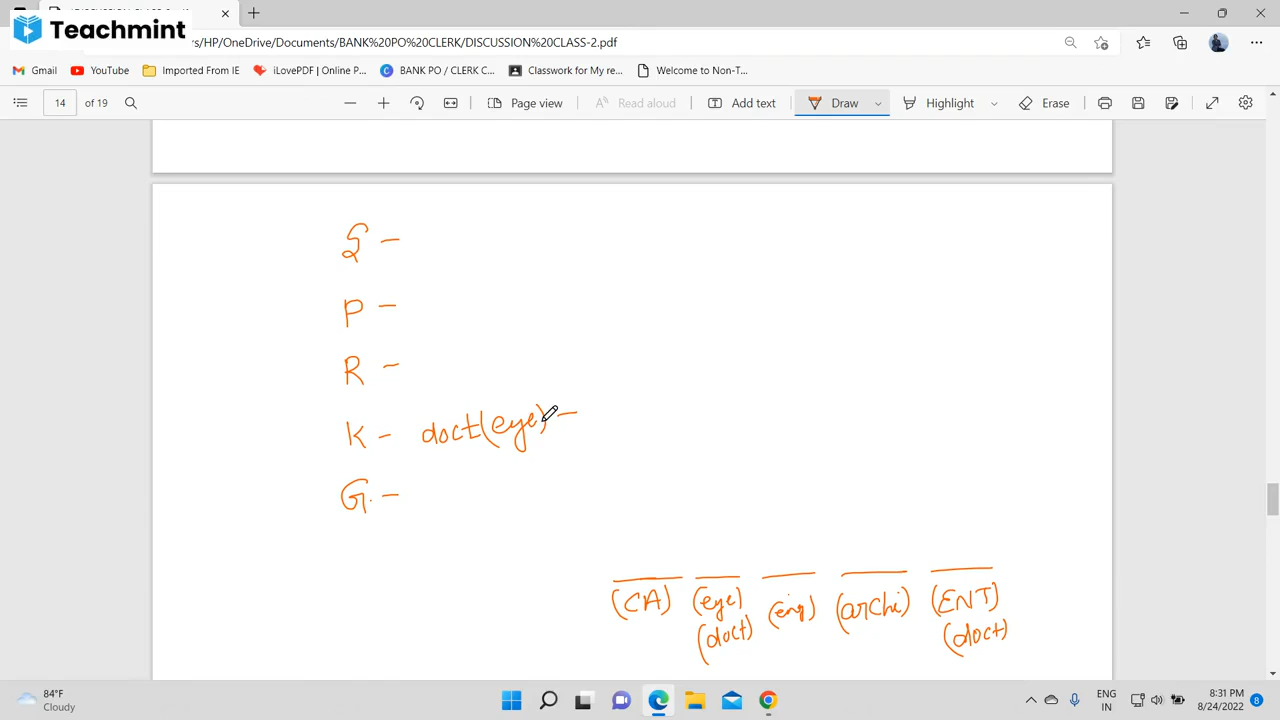 Teachmint
s/HP/OneDrive/Documents/BANK%20PO%20CLERK/DISCUSSION%20CLASS-2.pdf
Gmail YouTube Imported From IE iLovePDF | Online P... BANK PO / CLERK C... Classwork for My re... Welcome to Non-T...
14 of 19 Page view Read aloud Add text Draw Highlight Erase
S -
P -
R -
K - doct(eye) -
G. -
(CA) (eye) (eng) (archi) (ENT)
(doct) (doct)
84°F
Cloudy
ENG
IN
8:31 PM
8/24/2022
8